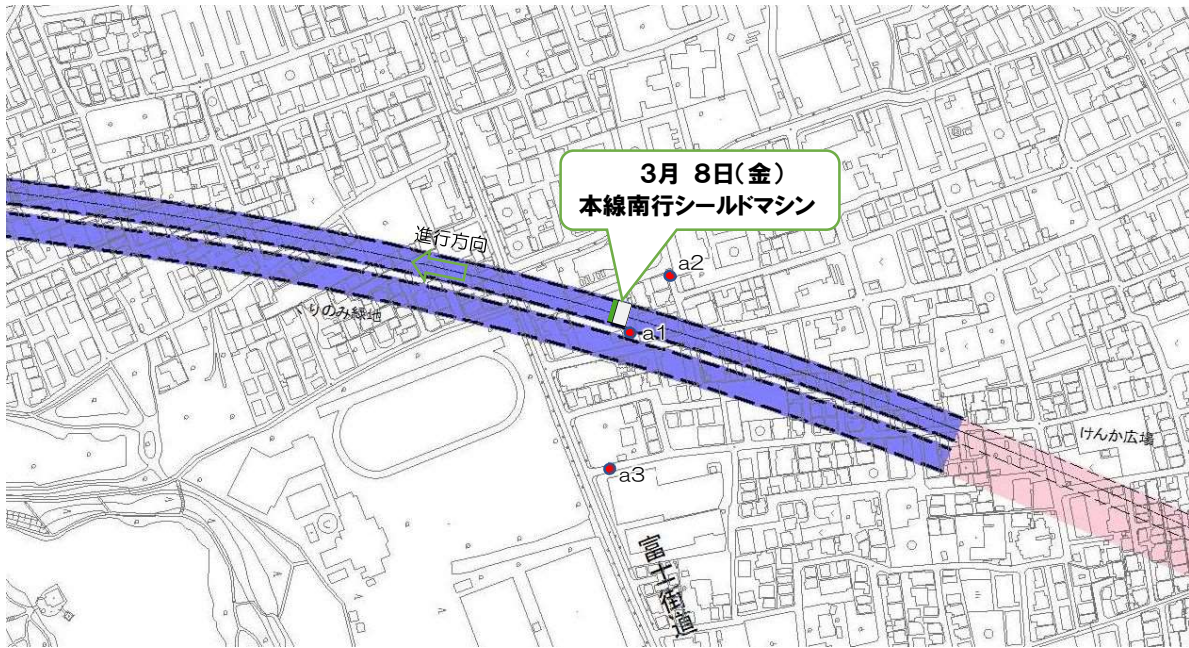 3月 8日(金)
本線南行シールドマシン
進行方向
a2
くりのみ緑地
a1
けんか広場
a3
富士街道